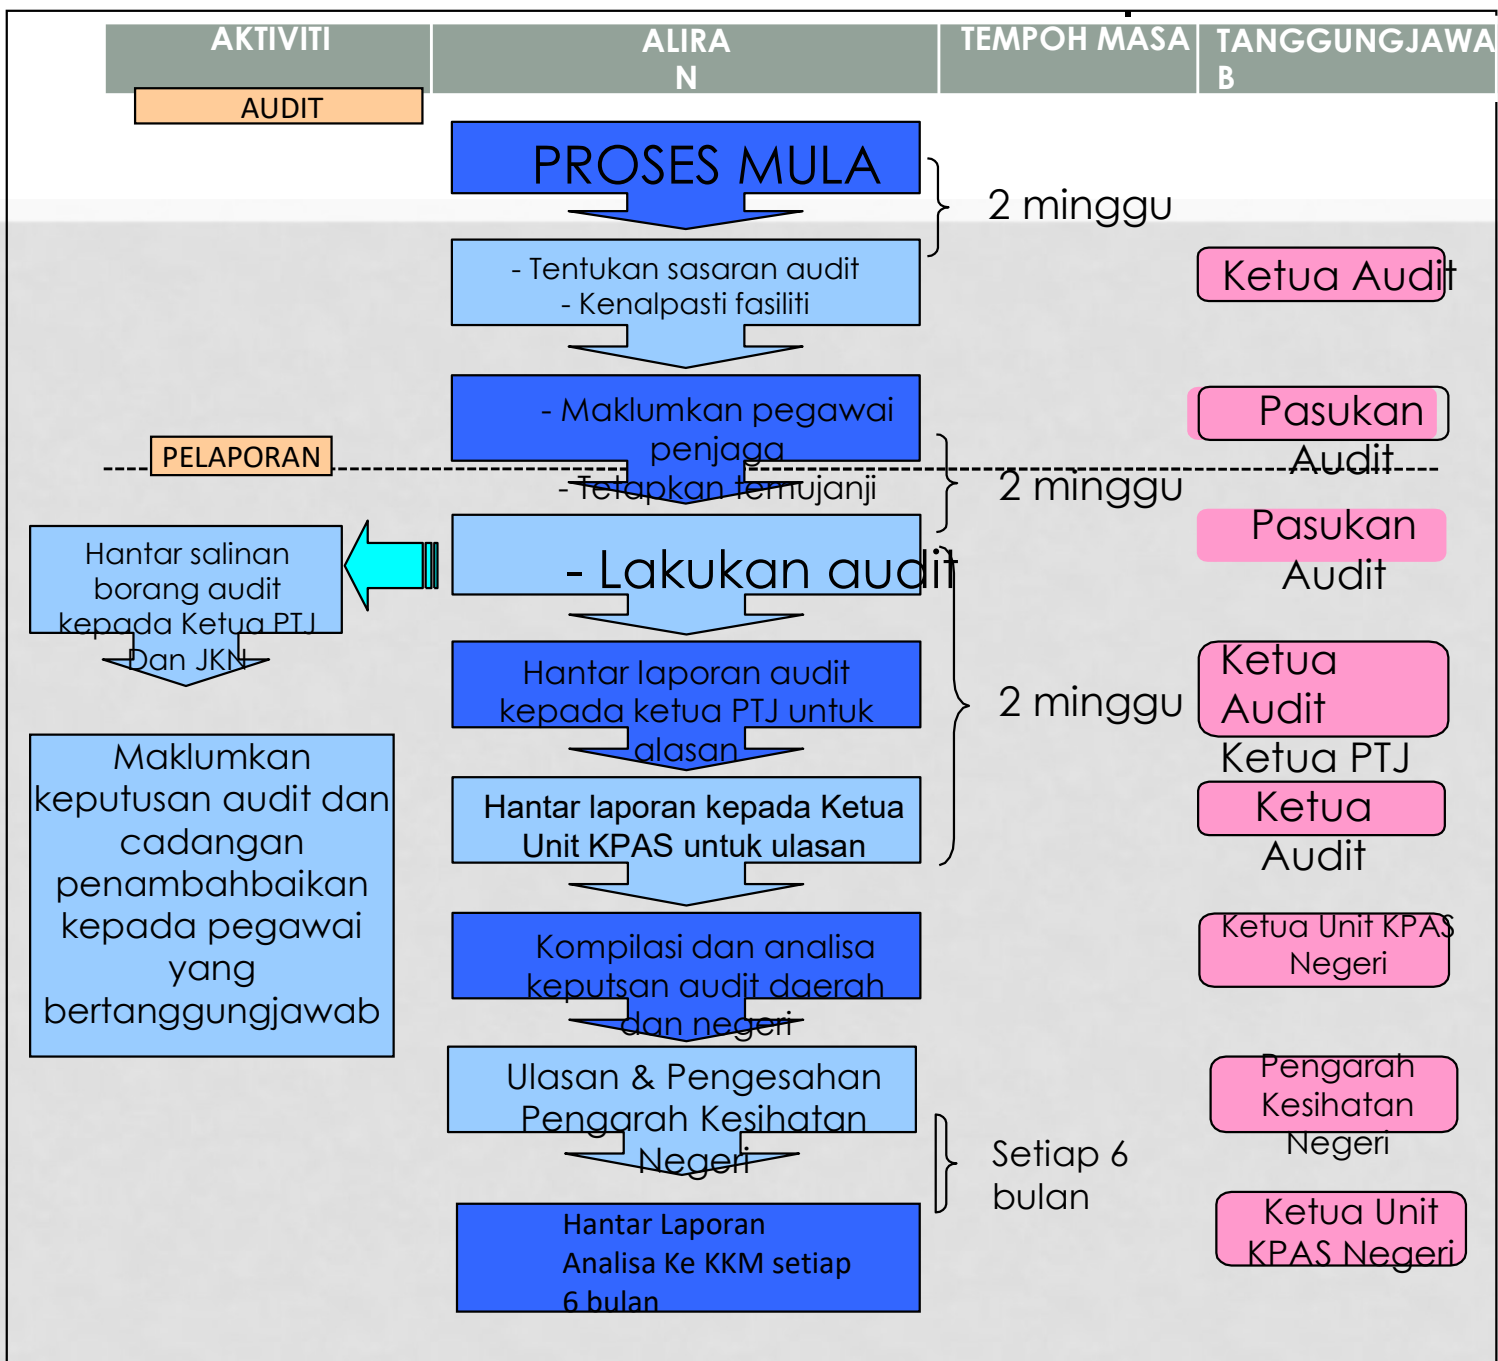 AKTIVITI
ALIRA
N
TEMPOH MASA
TANGGUNGJAWA
B
AUDIT
PROSES MULA
2 minggu
- Tentukan sasaran audit
- Kenalpasti fasiliti
Ketua Audit
- Maklumkan pegawai
penjaga
- Tetapkan temujanji
Pasukan
Audit
PELAPORAN
2 minggu
- Lakukan audit
Pasukan
Audit
Hantar salinan
borang audit
kepada Ketua PTJ
Dan JKN
Hantar laporan audit
kepada ketua PTJ untuk
alasan
2 minggu
Ketua
Audit
Ketua PTJ
Maklumkan
keputusan audit dan
cadangan
penambahbaikan
kepada pegawai
yang
bertanggungjawab
Hantar laporan kepada Ketua
Unit KPAS untuk ulasan
Ketua
Audit
Kompilasi dan analisa
keputsan audit daerah
dan negeri
Ketua Unit KPAS
Negeri
Ulasan & Pengesahan
Pengarah Kesihatan
Negeri
Pengarah
Kesihatan
Negeri
Setiap 6
bulan
Hantar Laporan
Analisa Ke KKM setiap
6 bulan
Ketua Unit
KPAS Negeri